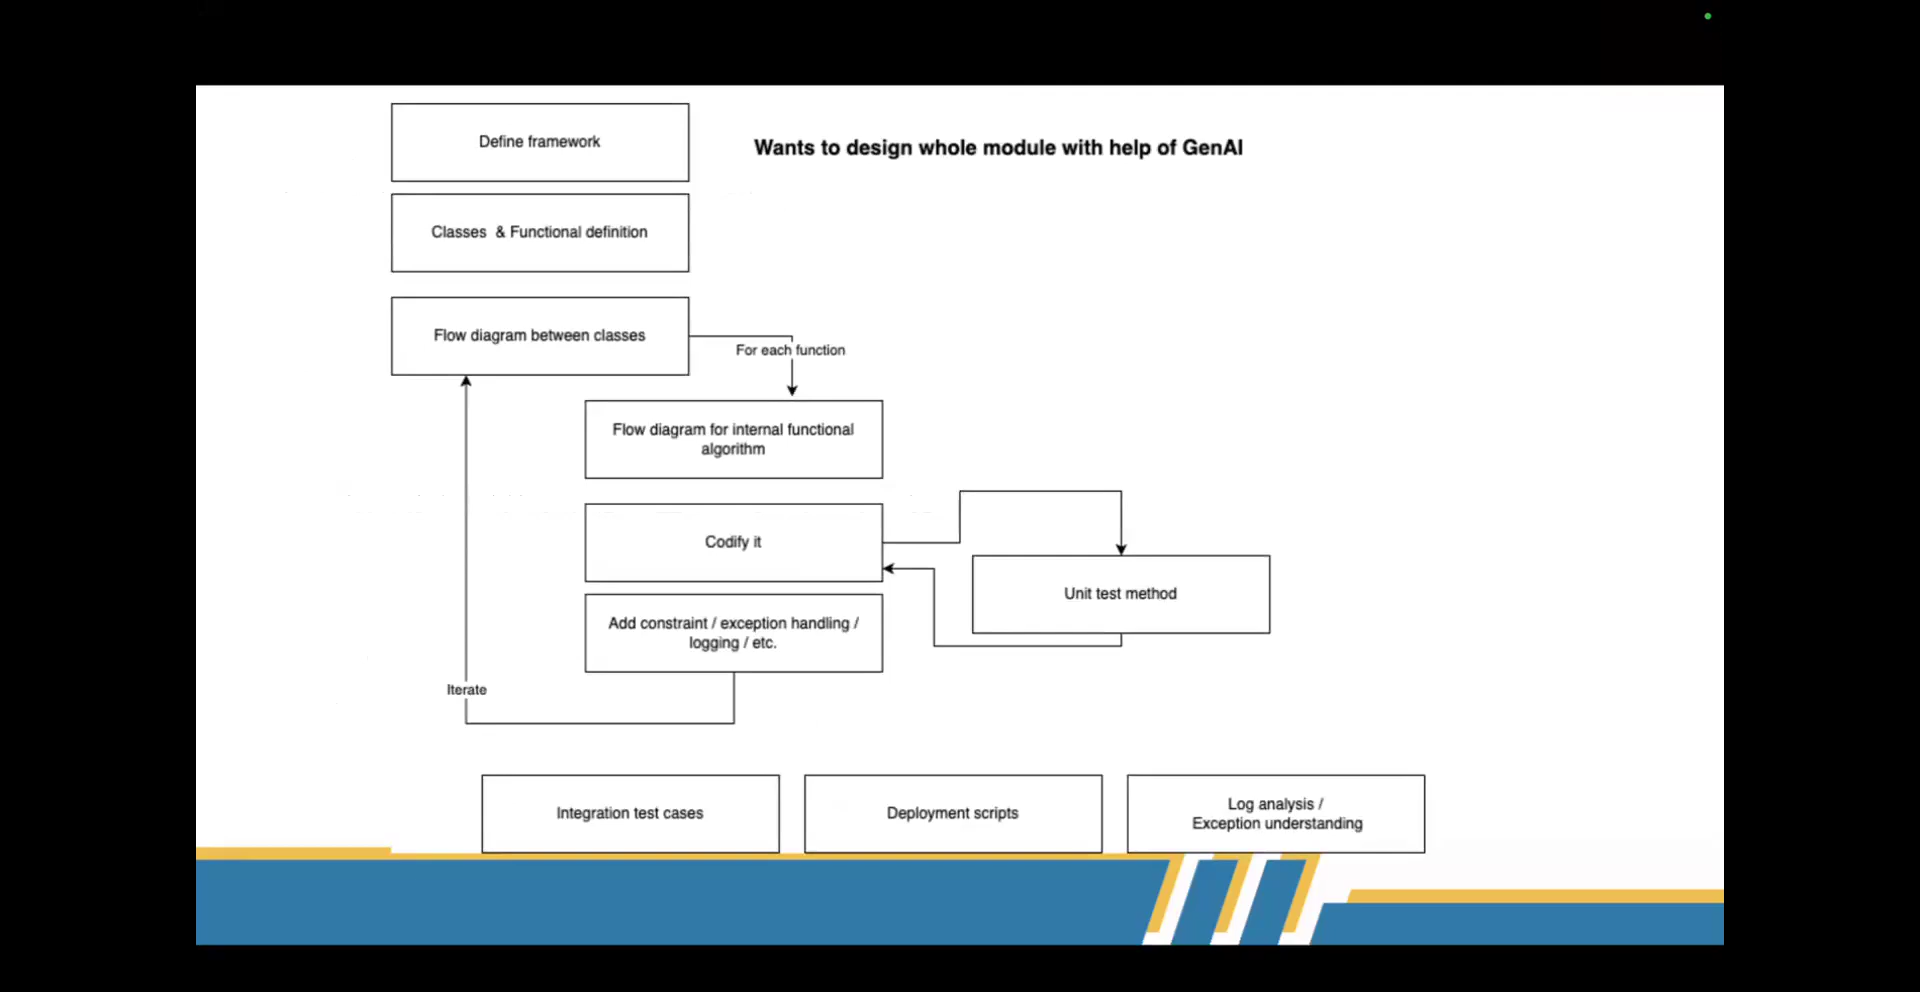 Define framework
Wants to design whole module with help of GenAI
Classes & Functional definition
Flow diagram between classes
For each function
Flow diagram for internal functional
algorithm
Codify it
Unit test method
Add constraint / exception handling /
logging / etc.
Iterate
Integration test cases
Deployment scripts
Log analysis /
Exception understanding